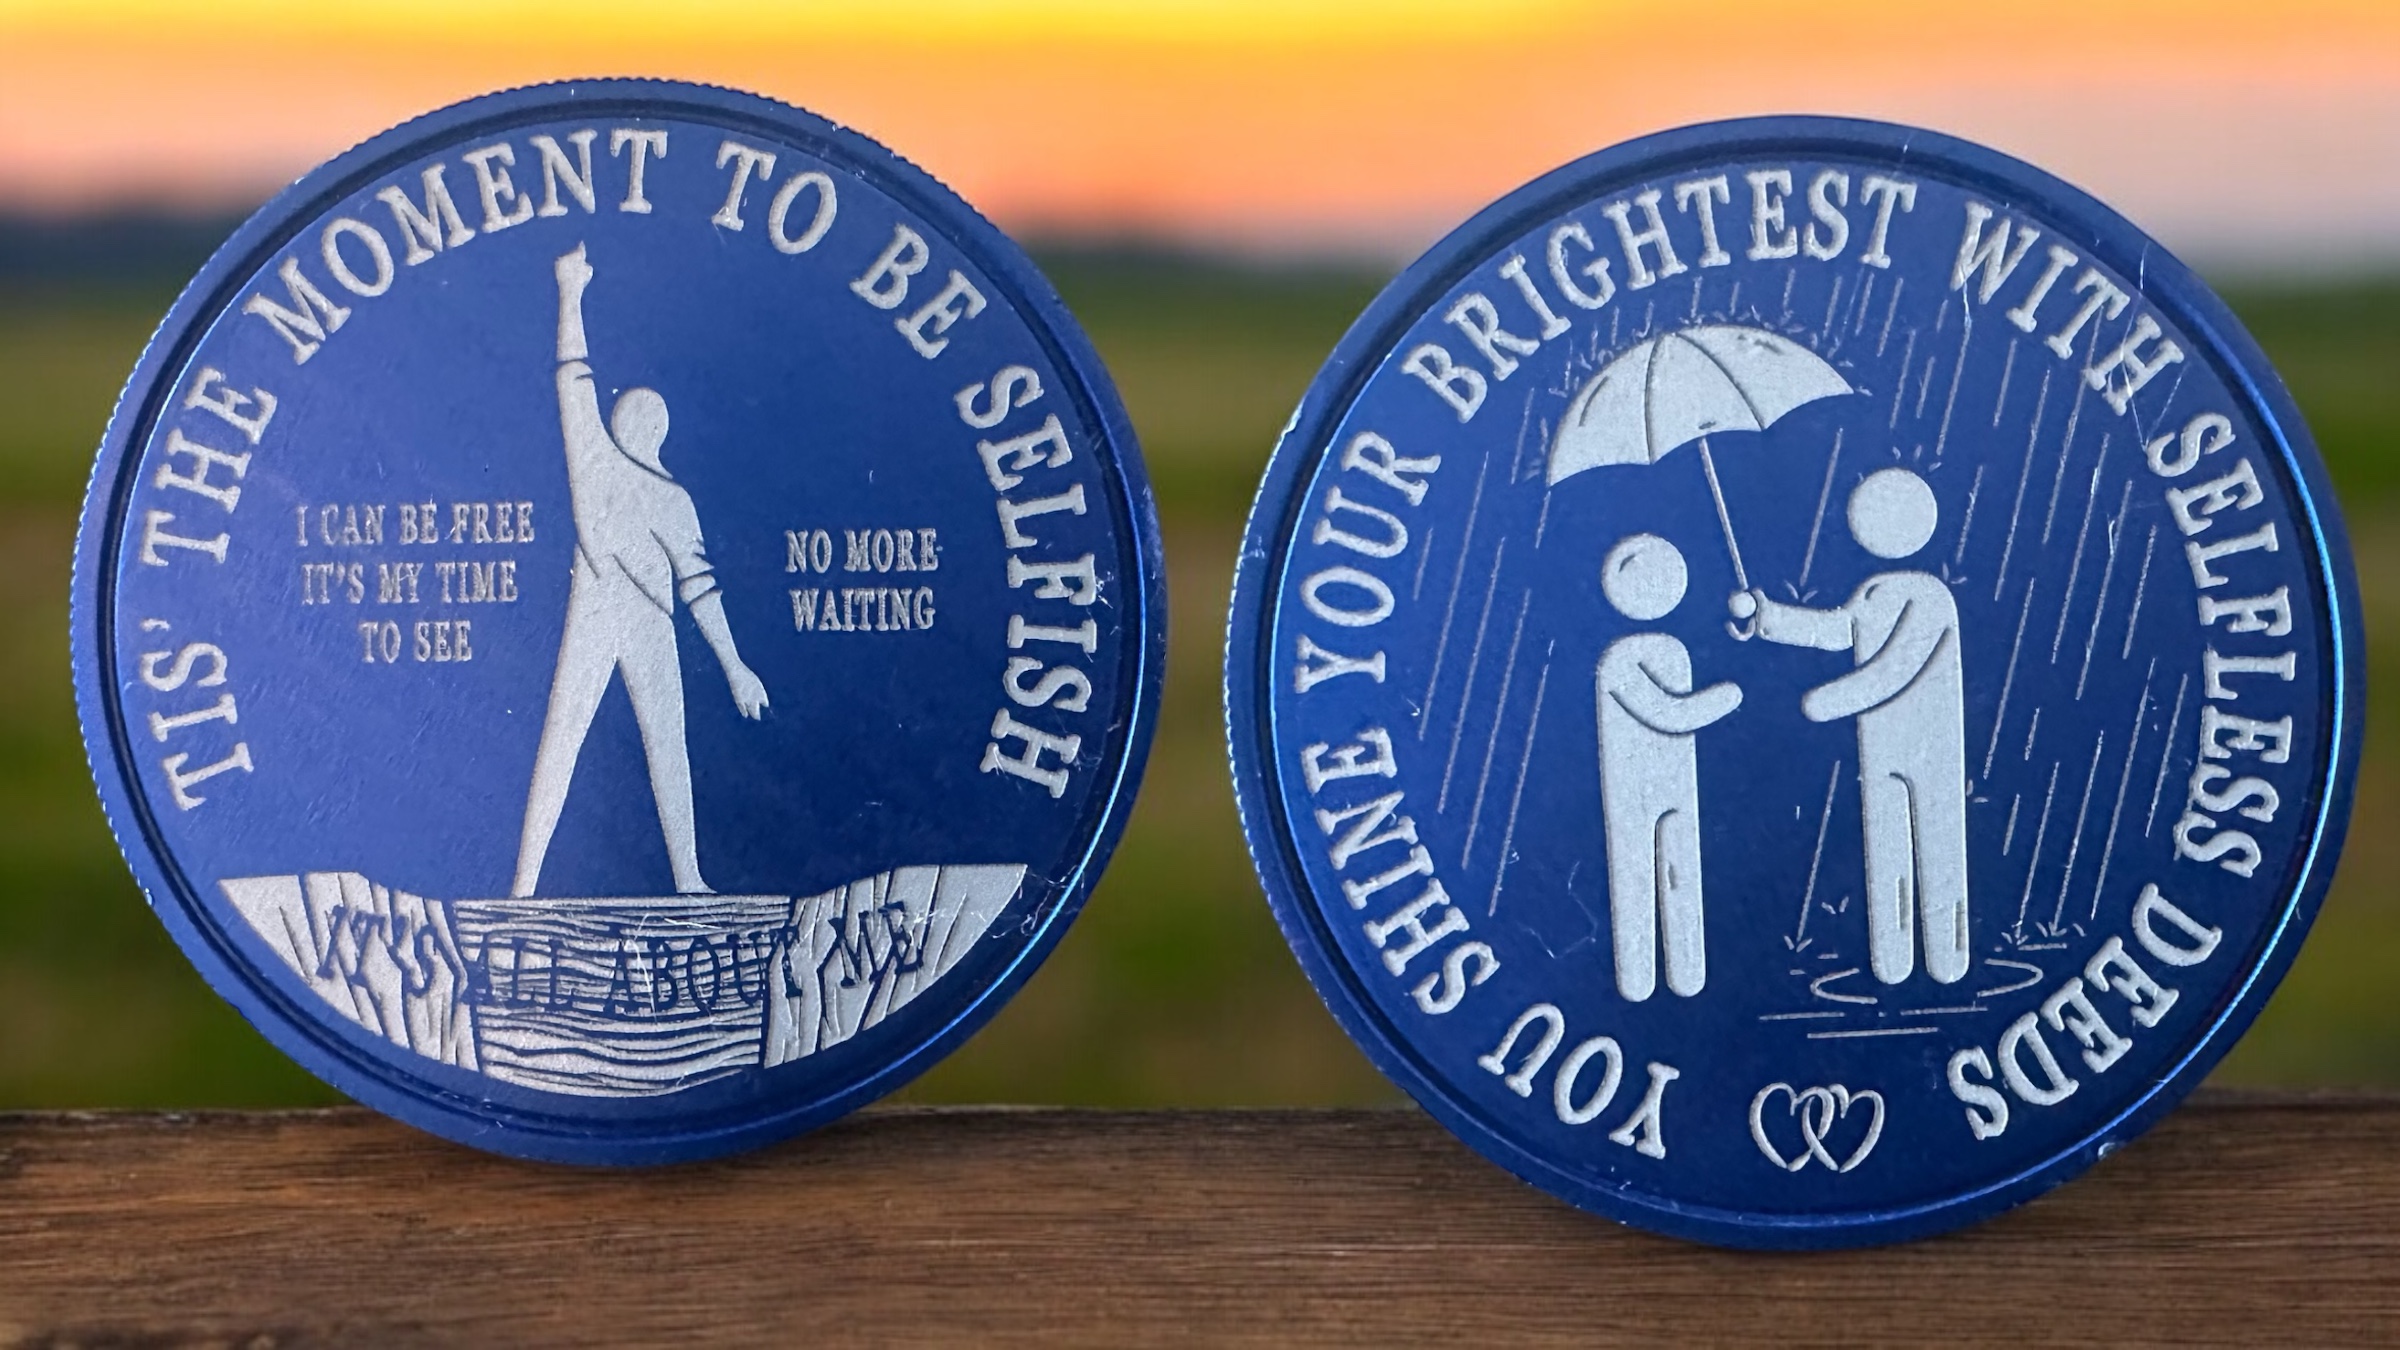 TIS' THE MOMENT TO BE SELFISH
I CAN BE FREE
IT'S MY TIME
TO SEE
NO MORE
WAITING
IT'S ALL ABOUT ME
YOU SHINE YOUR BRIGHTEST WITH SELFLESS DEEDS